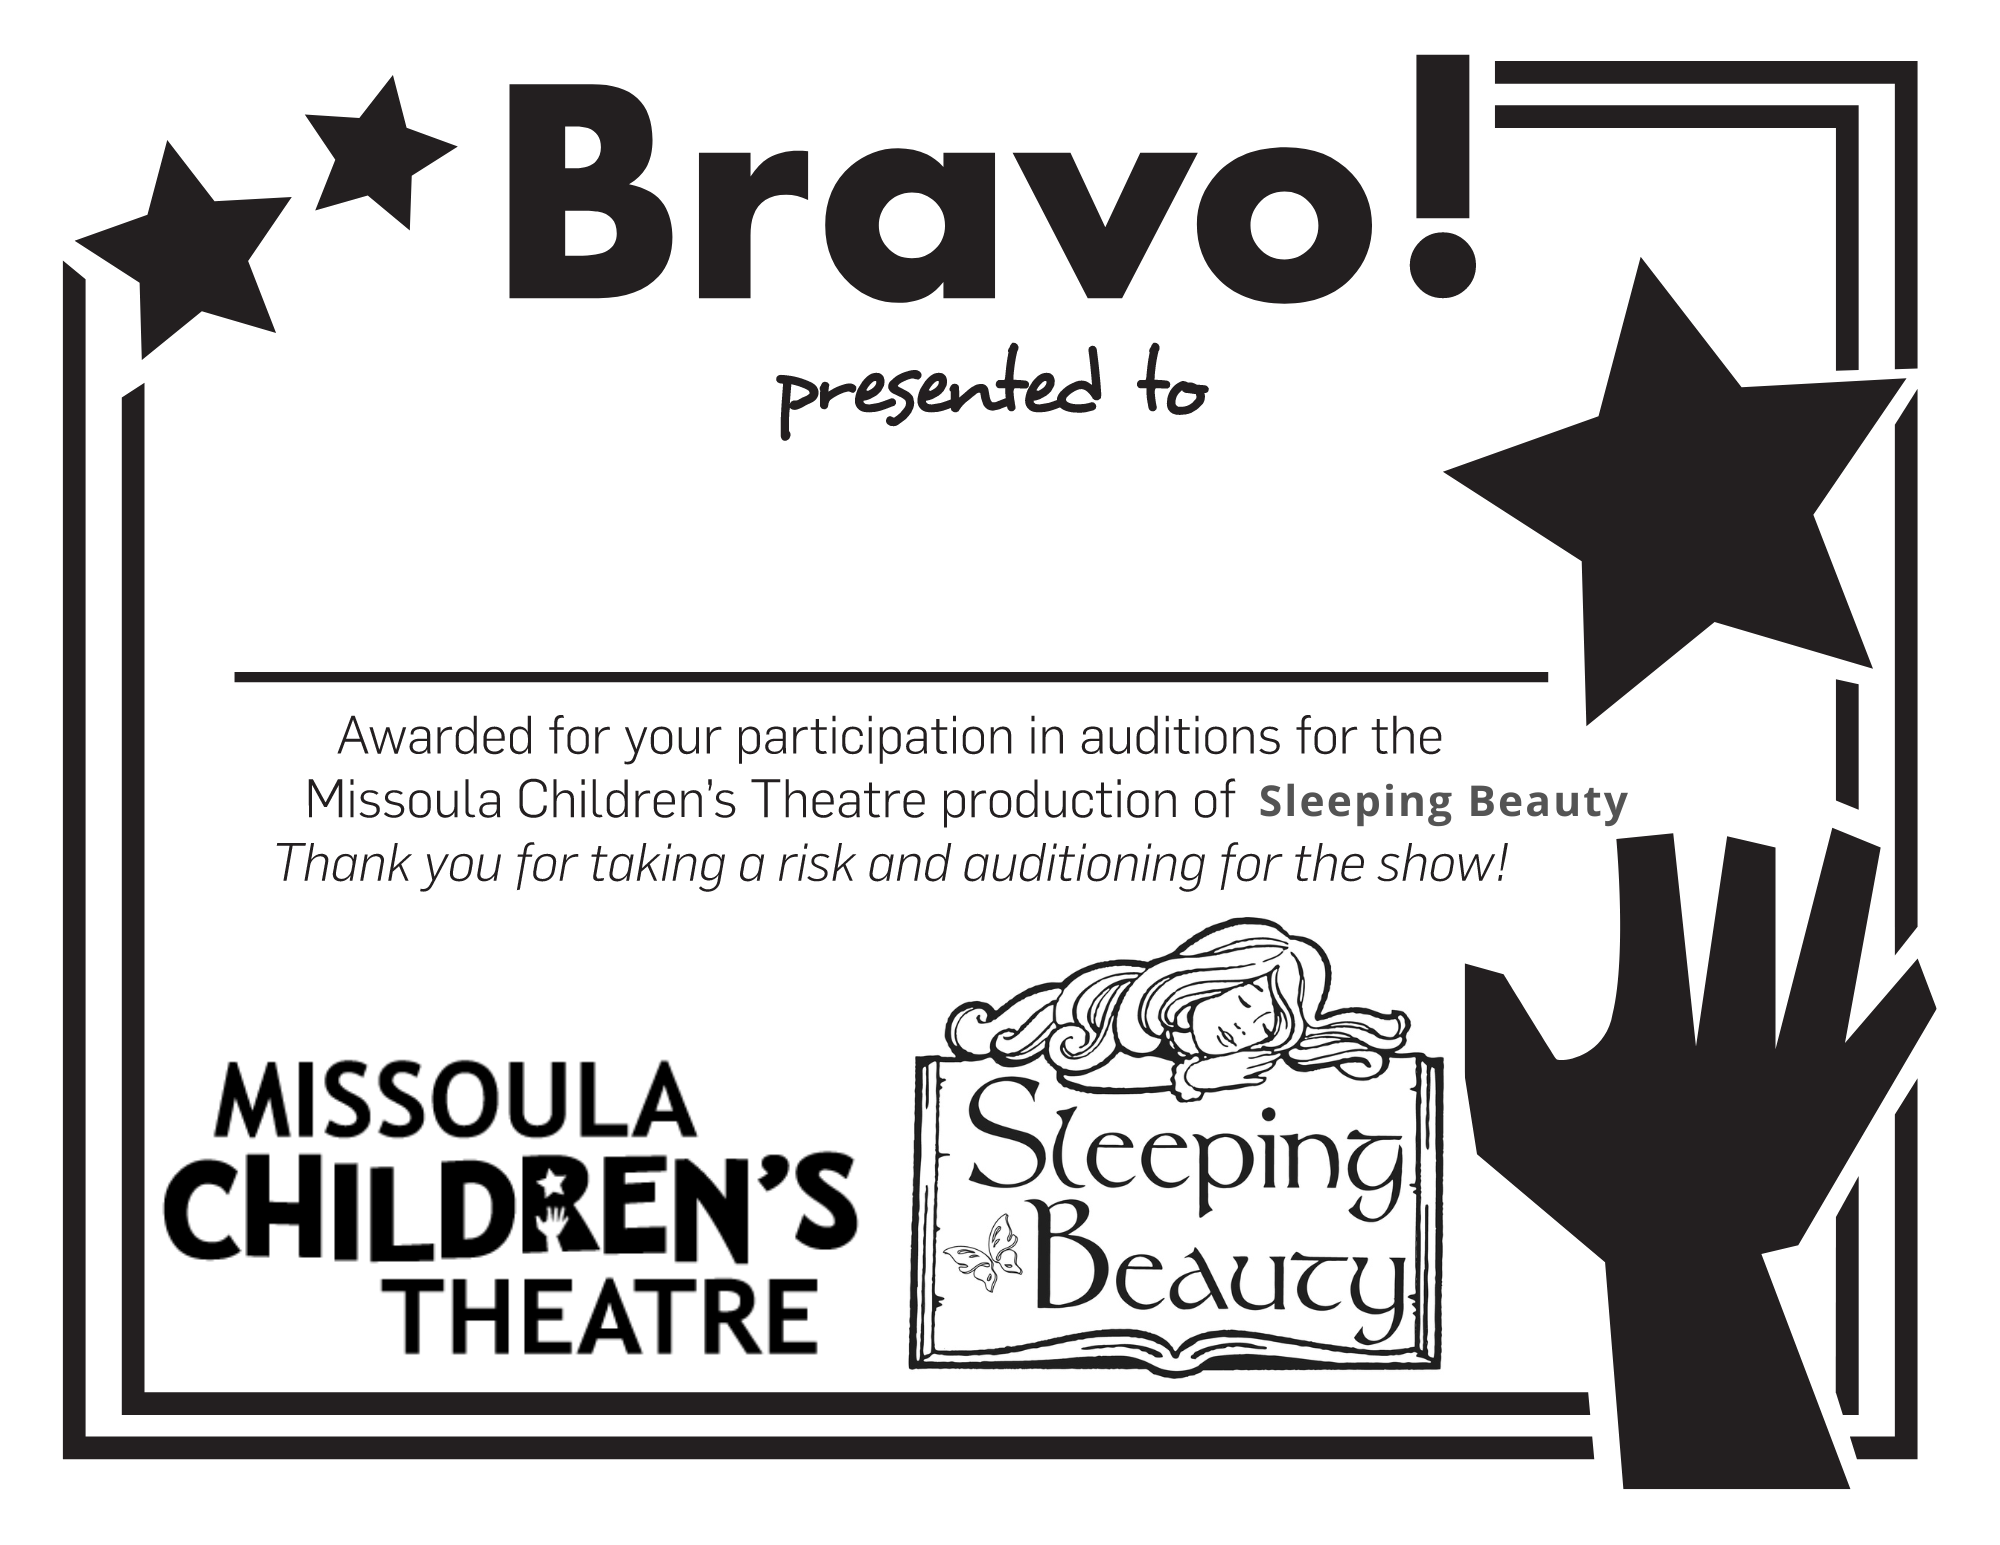 Bravo!
presented to
Awarded for your participation in auditions for the
Missoula Children’s Theatre production of Sleeping Beauty
Thank you for taking a risk and auditioning for the show!
MISSOULA
CHILDREN’S
THEATRE
Sleeping
Beauty